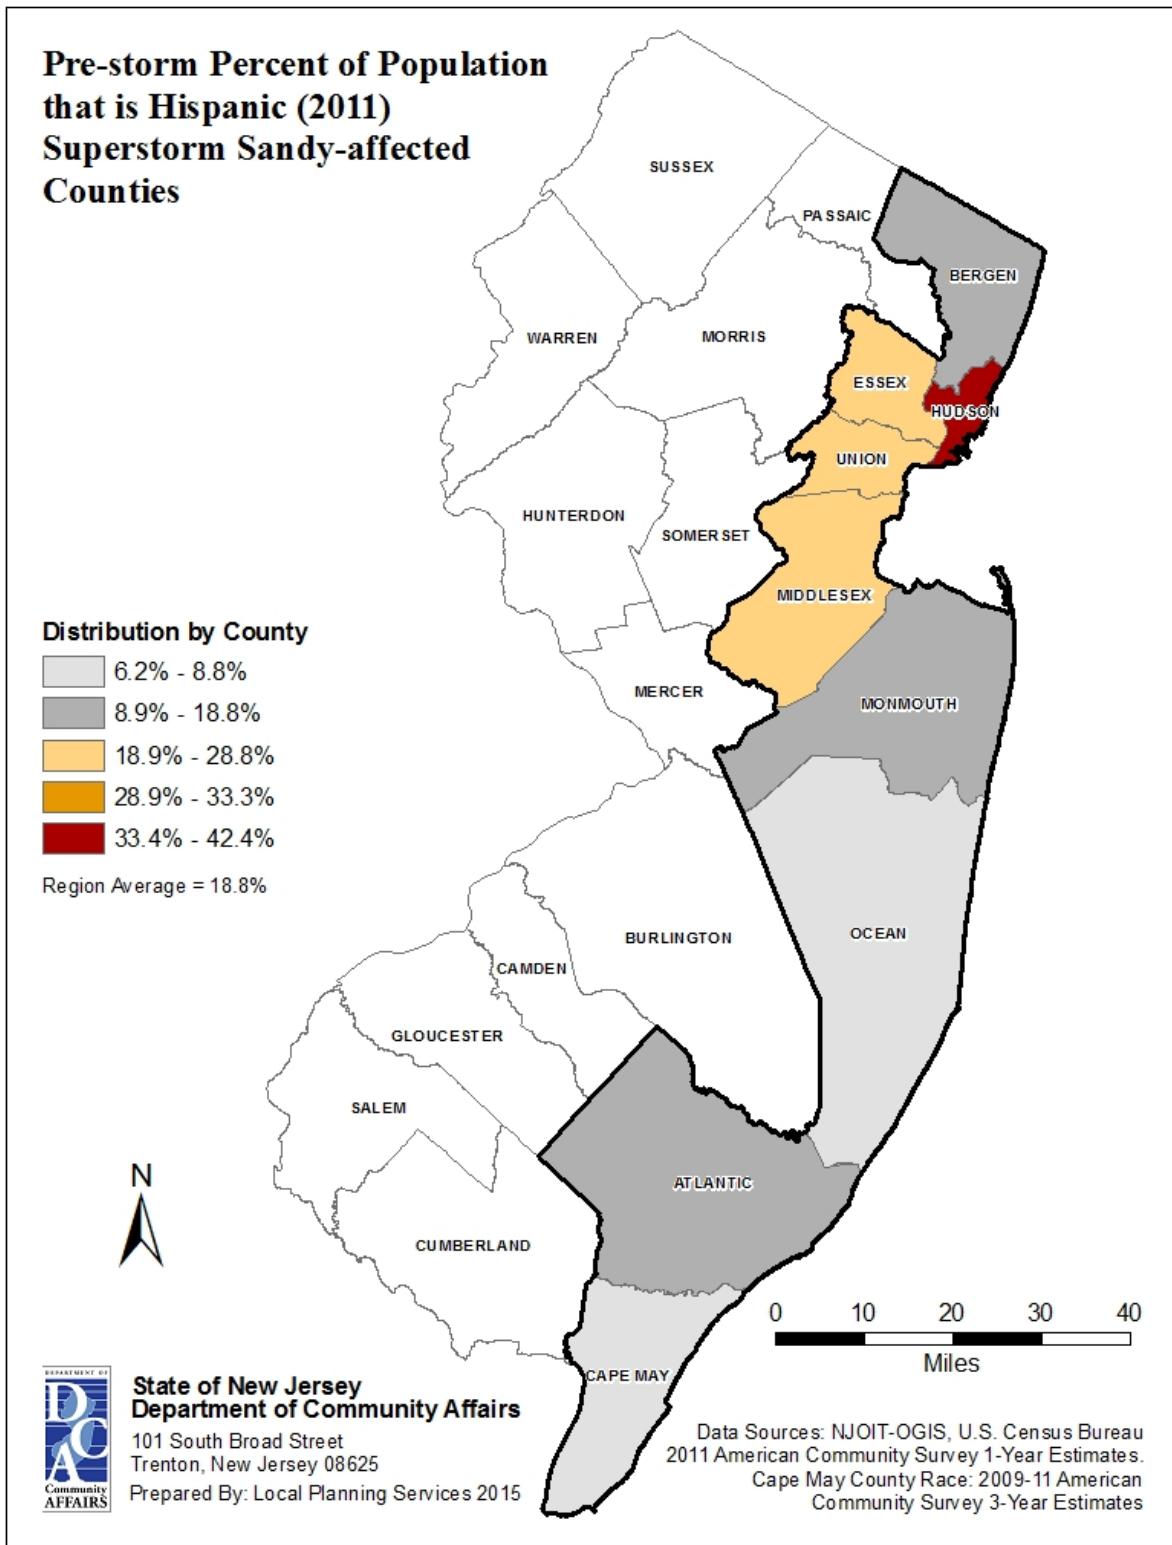 Pre-storm Percent of Population
that is Hispanic (2011)
Superstorm Sandy-affected
Counties
SUSSEX
PASSAIC
BERGEN
WARREN
MORRIS
ESSEX
HUDSON
UNION
HUNTERDON
SOMERSET
MIDDLESEX
Distribution by County
6.2% - 8.8%
8.9% - 18.8%
18.9% - 28.8%
28.9% - 33.3%
33.4% - 42.4%
Region Average = 18.8%
MERCER
MONMOUTH
OCEAN
BURLINGTON
CAMDEN
GLOUCESTER
SALEM
ATLANTIC
CUMBERLAND
CAPE MAY
N
0 10 20 30 40
Miles
DEPARTMENT OF
DCA
Community
AFFAIRS
State of New Jersey
Department of Community Affairs
101 South Broad Street
Trenton, New Jersey 08625
Prepared By: Local Planning Services 2015
Data Sources: NJOIT-OGIS, U.S. Census Bureau
2011 American Community Survey 1-Year Estimates.
Cape May County Race: 2009-11 American
Community Survey 3-Year Estimates